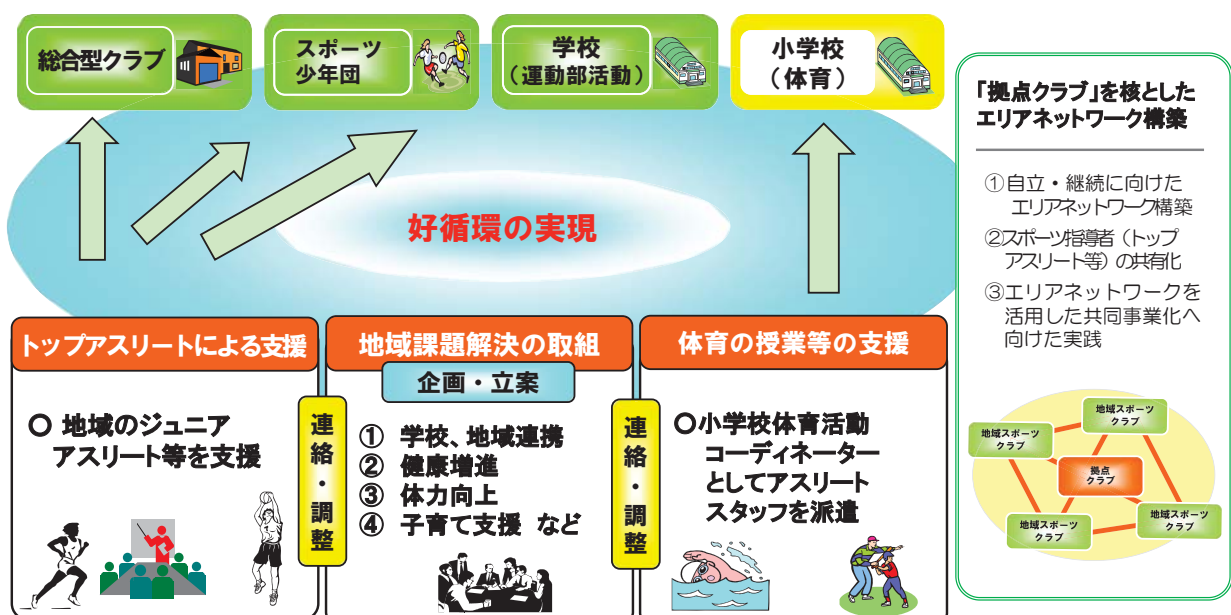 総合型クラブ
スポーツ
少年団
学校
(運動部活動)
小学校
(体育)
好循環の実現
トップアスリートによる支援
〇 地域のジュニア
アスリート等を支援
連絡・調整
地域課題解決の取組
企画・立案
① 学校、地域連携
② 健康増進
③ 体力向上
④ 子育て支援 など
連絡・調整
体育の授業等の支援
〇小学校体育活動
コーディネーター
としてアスリート
スタッフを派遣
「拠点クラブ」を核とした
エリアネットワーク構築
①自立・継続に向けた
エリアネットワーク構築
②スポーツ指導者(トップ
アスリート等)の共有化
③エリアネットワークを
活用した共同事業化へ
向けた実践
地域スポーツ
クラブ
地域スポーツ
クラブ
拠点
クラブ
地域スポーツ
クラブ
地域スポーツ
クラブ